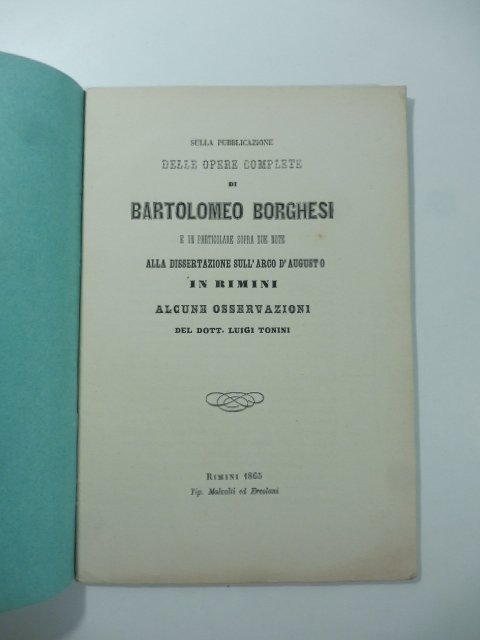 SULLA PUBBLICAZIONE
DELLE OPERE COMPLETE
DI
BARTOLOMEO BORGHESI
E IN PARTICOLARE SOPRA DUE NOTE
ALLA DISSERTAZIONE SULL'ARCO D'AUGUSTO
IN RIMINI
ALCUNE OSSERVAZIONI
DEL DOTT. LUIGI TONINI
RIMINI 1865
Tip. Malvolti ed Ercolani